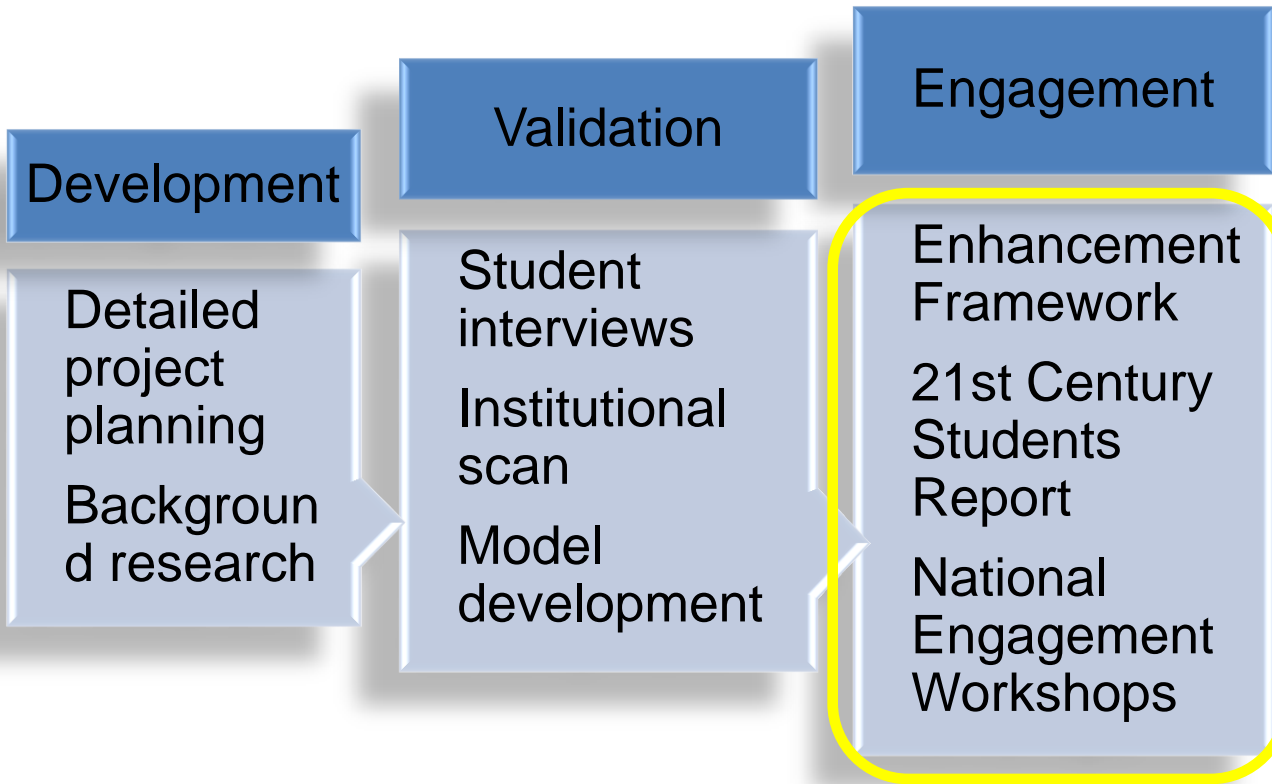 Development
Detailed
project
planning
Backgroun
d research
Validation
Student
interviews
Institutional
scan
Model
development
Engagement
Enhancement
Framework
21st Century
Students
Report
National
Engagement
Workshops